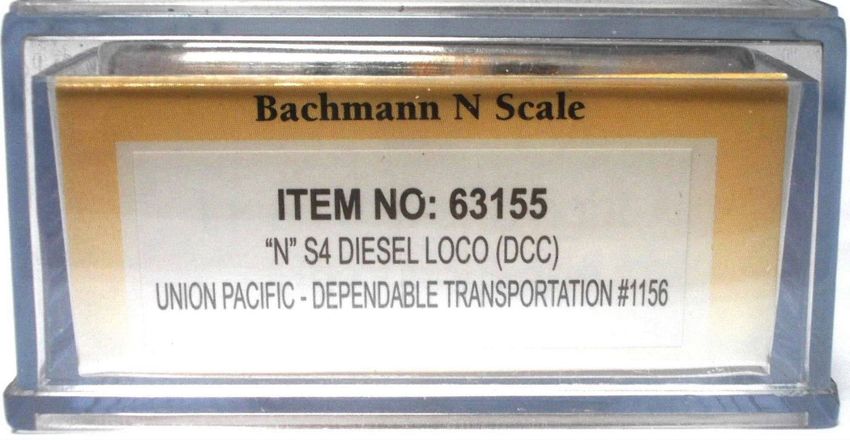 Bachmann N Scale
ITEM NO: 63155
“N” S4 DIESEL LOCO (DCC)
UNION PACIFIC - DEPENDABLE TRANSPORTATION #1156